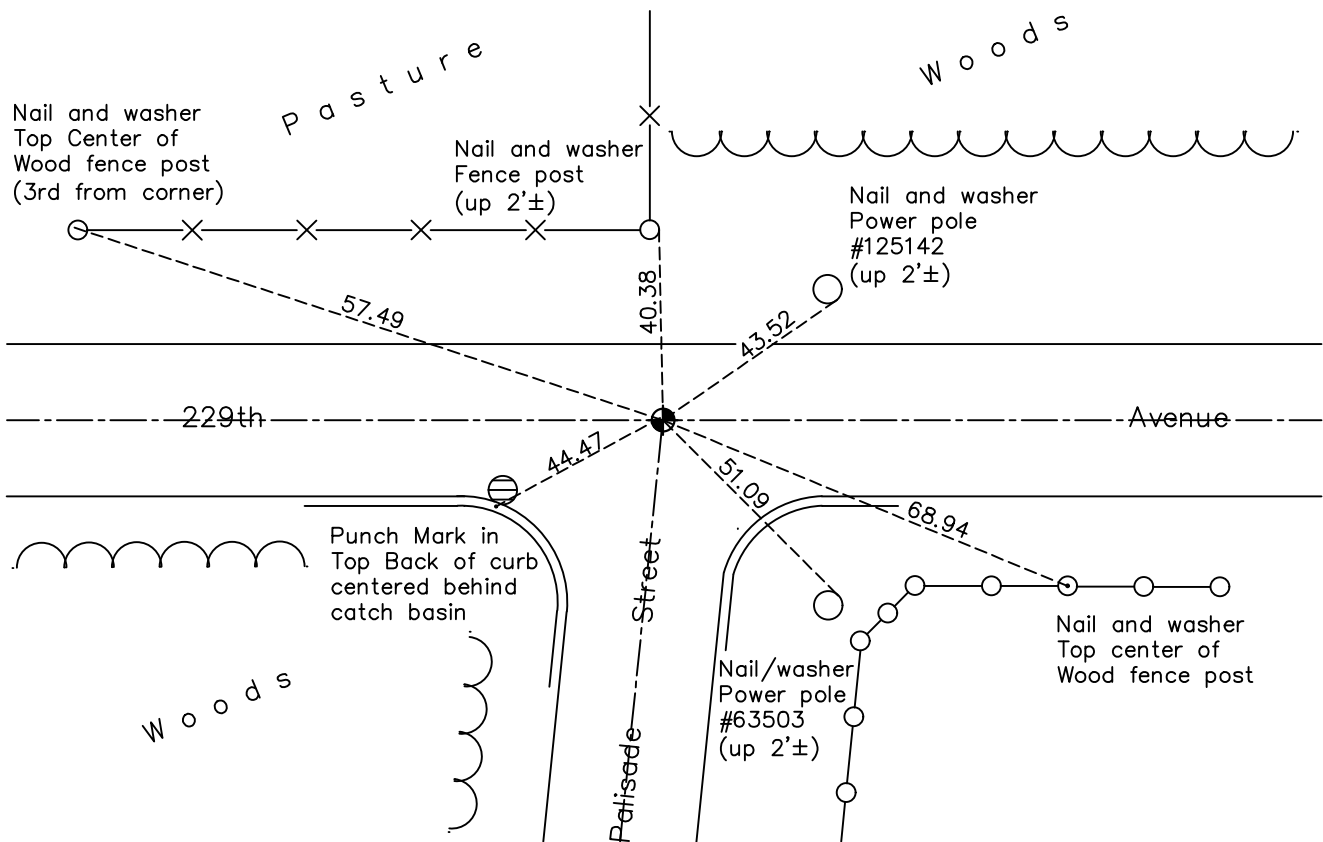 Pasture
Woods
Nail and washer
Top Center of
Wood fence post
(3rd from corner)
Nail and washer
Fence post
(up 2'±)
Nail and washer
Power pole
#125142
(up 2'±)
57.49
40.38
43.52
229th
Avenue
44.47
51.09
68.94
Punch Mark in
Top Back of curb
centered behind
catch basin
Palisade Street
Nail and washer
Top center of
Wood fence post
Nail/washer
Power pole
#63503
(up 2'±)
Woods